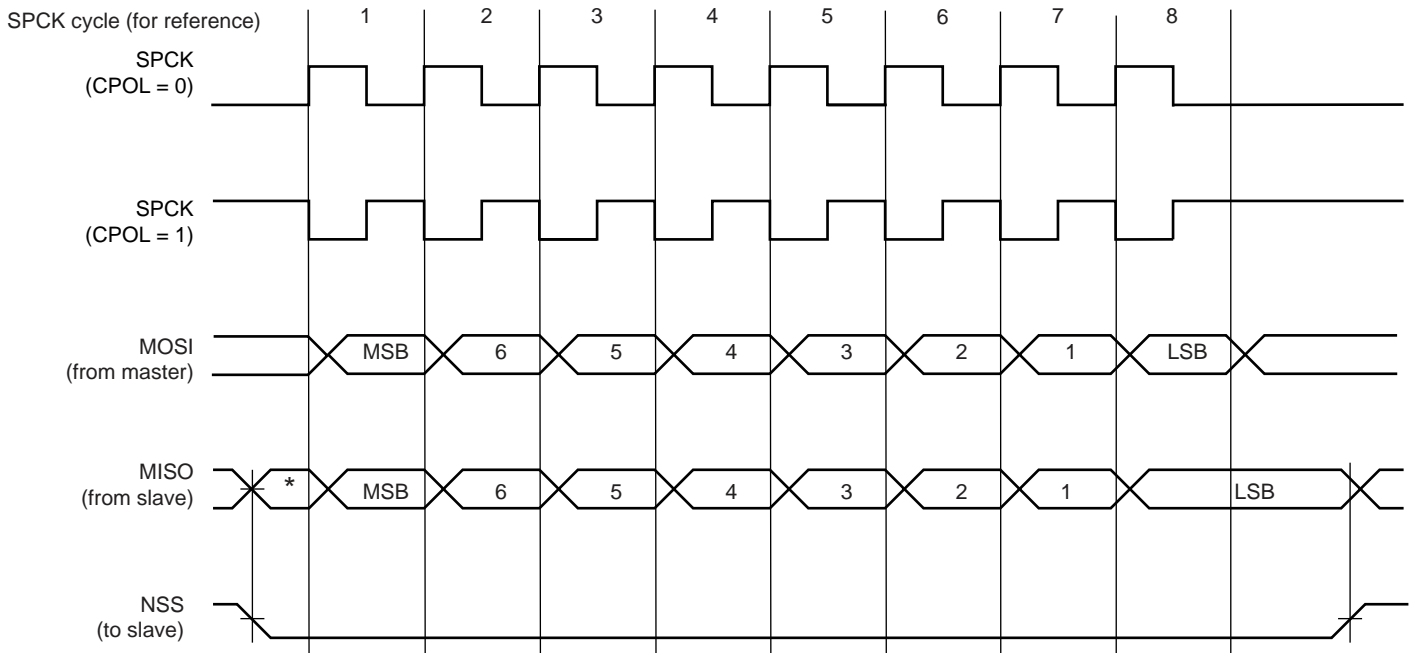 SPCK cycle (for reference) 1 2 3 4 5 6 7 8
SPCK
(CPOL = 0)
SPCK
(CPOL = 1)
MOSI
(from master)
MSB 6 5 4 3 2 1 LSB
MISO
(from slave)
* MSB 6 5 4 3 2 1 LSB
NSS
(to slave)